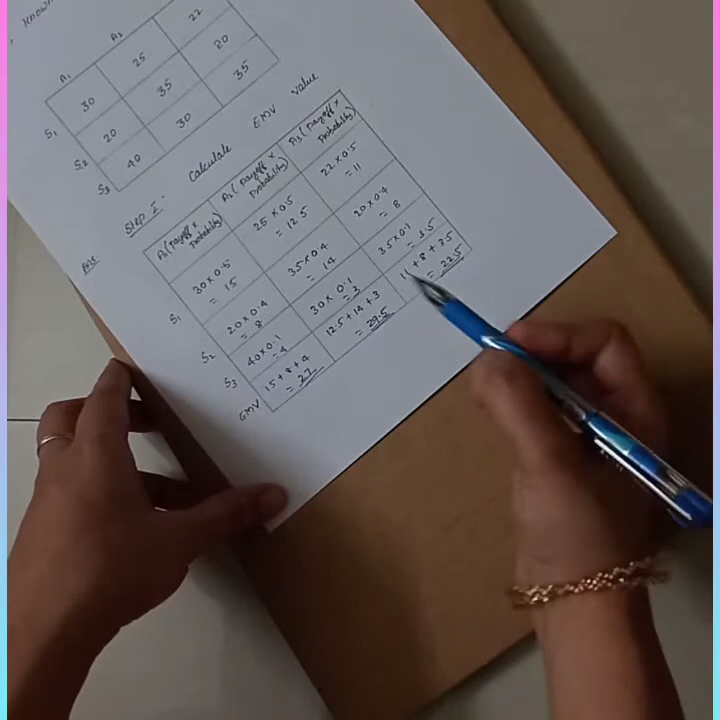 A1 A2
30 25 22
S1 20 35 20
S2 40 30 35
S3
Ans: Step I: Calculate EMV value
A1 (Payoff x Probability) A2 (Payoff x Probability) A3 (Payoff x Probability)
S1 30 x 0.5 = 15 25 x 0.5 = 12.5 22 x 0.5 = 11
S2 20 x 0.4 = 8 35 x 0.4 = 14 20 x 0.4 = 8
S3 40 x 0.1 = 4 30 x 0.1 = 3 35 x 0.1 = 3.5
EMV 15 + 8 + 4 = 27 12.5 + 14 + 3 = 29.5 11 + 8 + 3.5 = 22.5